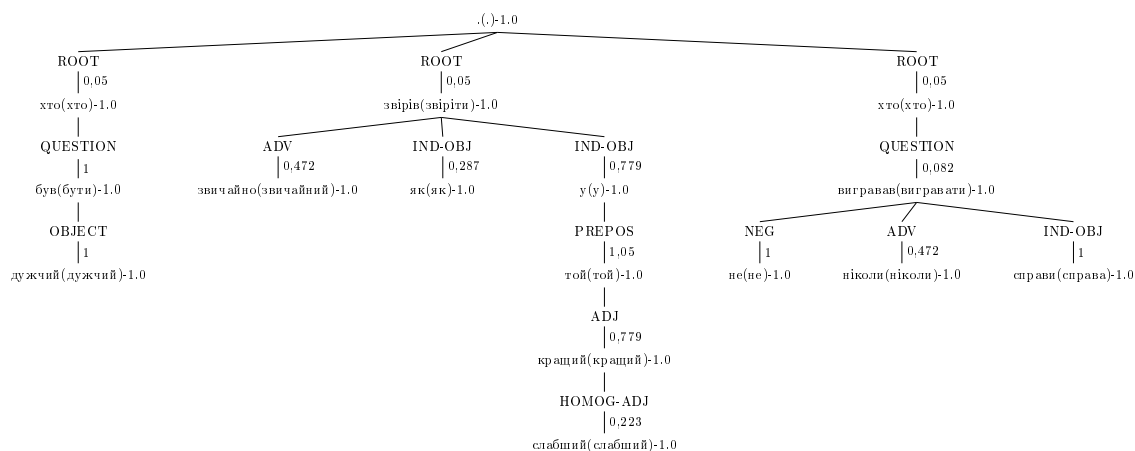 .(.)-1.0
ROOT ROOT ROOT
0,05 0,05 0,05
хто(хто)-1.0 звірів(звіріти)-1.0 хто(хто)-1.0
QUESTION ADV IND-OBJ IND-OBJ QUESTION
1 0,472 0,287 0,779 0,082
був(бути)-1.0 звичайно(звичайний)-1.0 як(як)-1.0 у(у)-1.0 вигравав(вигравати)-1.0
OBJECT PREPOS NEG ADV IND-OBJ
1 1,05 1 0,472 1
дужчий(дужчий)-1.0 той(той)-1.0 не(не)-1.0 ніколи(ніколи)-1.0 справи(справа)-1.0
ADJ
0,779
кращий(кращий)-1.0
HOMOG-ADJ
0,223
слабший(слабший)-1.0